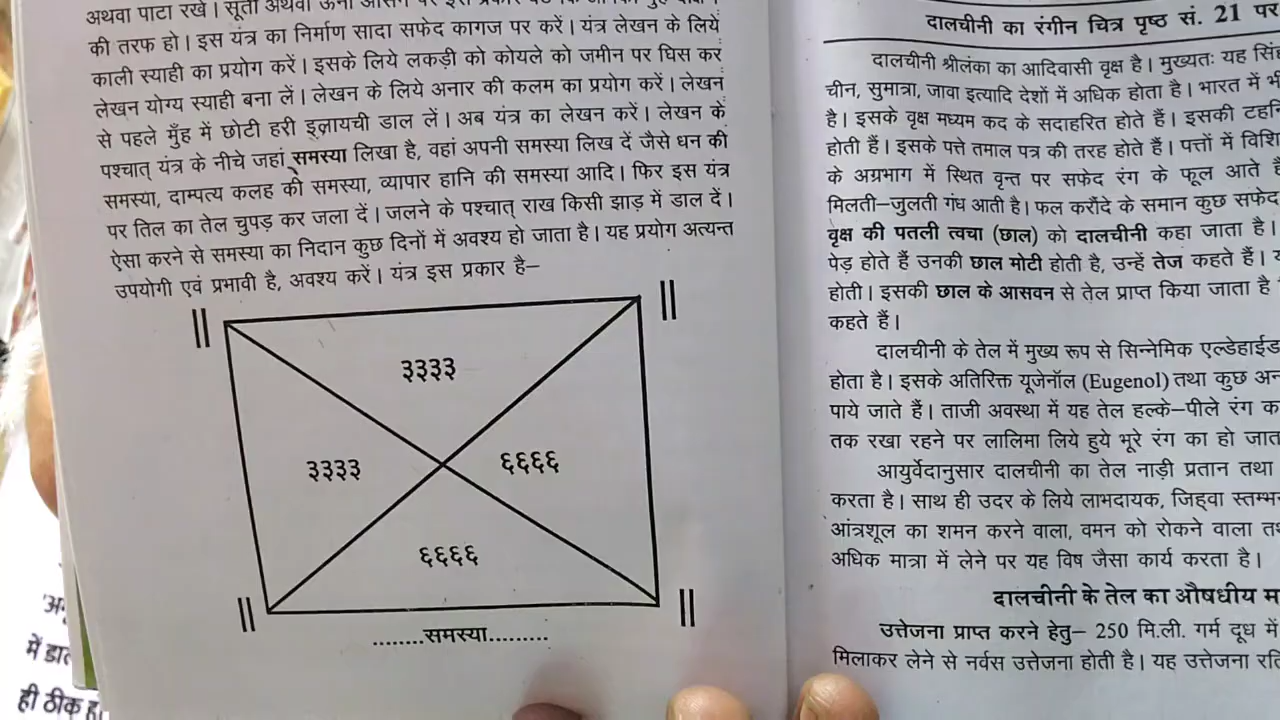 अथवा पाटा रखे। सूती अथवा ऊनी आसन पर इस प्रकार
की तरफ हो। इस यंत्र का निर्माण सादा सफेद कागज पर करें। यंत्र लेखन के लिये
काली स्याही का प्रयोग करें। इसके लिये लकड़ी को कोयले को जमीन पर घिस कर
लेखन योग्य स्याही बना लें। लेखन के लिये अनार की कलम का प्रयोग करें। लेखन
से पहले मुँह में छोटी हरी इलायची डाल लें। अब यंत्र का लेखन करें। लेखन के
पश्चात् यंत्र के नीचे जहां समस्या लिखा है, वहां अपनी समस्या लिख दें जैसे धन की
समस्या, दाम्पत्य कलह की समस्या, व्यापार हानि की समस्या आदि। फिर इस यंत्र
पर तिल का तेल चुपड़ कर जला दें। जलने के पश्चात् राख किसी झाड़ में डाल दें।
ऐसा करने से समस्या का निदान कुछ दिनों में अवश्य हो जाता है। यह प्रयोग अत्यन्त
उपयोगी एवं प्रभावी है, अवश्य करें। यंत्र इस प्रकार है–
|| ||
३३३३
३३३३ ६६६६
६६६६
|| ||
........समस्या.........
में
ही ठीक
दालचीनी का रंगीन चित्र पृष्ठ सं. 21 पर
दालचीनी श्रीलंका का आदिवासी वृक्ष है। मुख्यतः यह
चीन, सुमात्रा, जावा इत्यादि देशों में अधिक होता है। भारत में
है। इसके वृक्ष मध्यम कद के सदाहरित होते हैं। इसकी
होती हैं। इसके पत्ते तमाल पत्र की तरह होते हैं। पत्तों में
के अग्रभाग में स्थित वृन्त पर सफेद रंग के फूल आते
मिलती–जुलती गंध आती है। फल करौंदे के समान कुछ सफेद
वृक्ष की पतली त्वचा (छाल) को दालचीनी कहा जाता है।
पेड़ होते हैं उनकी छाल मोटी होती है, उन्हें तेज कहते हैं।
होती। इसकी छाल के आसवन से तेल प्राप्त किया जाता है
कहते हैं।
दालचीनी के तेल में मुख्य रूप से सिन्नेमिक एल्डेहाईड
होता है। इसके अतिरिक्त यूजेनॉल (Eugenol) तथा कुछ
पाये जाते हैं। ताजी अवस्था में यह तेल हल्के–पीले रंग
तक रखा रहने पर लालिमा लिये हुये भूरे रंग का हो
आयुर्वेदानुसार दालचीनी का तेल नाड़ी प्रतान तथा
करता है। साथ ही उदर के लिये लाभदायक, जिह्वा
आंत्रशूल का शमन करने वाला, वमन को रोकने वाला
अधिक मात्रा में लेने पर यह विष जैसा कार्य करता है।
दालचीनी के तेल का औषधीय
उत्तेजना प्राप्त करने हेतु– 250 मि.ली. गर्म दूध में
मिलाकर लेने से नर्वस उत्तेजना होती है। यह उत्तेजना